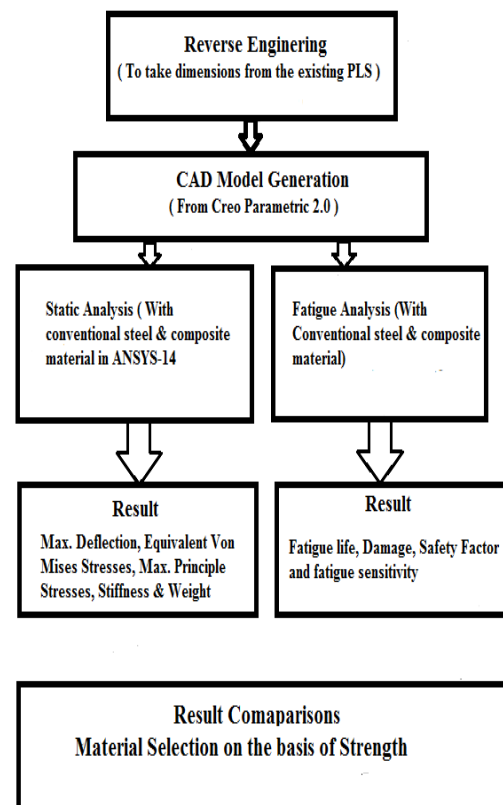 Reverse Enginering
( To take dimensions from the existing PLS )
CAD Model Generation
( From Creo Parametric 2.0 )
Static Analysis ( With
conventional steel & composite
material in ANSYS-14
Fatigue Analysis (With
Conventional steel & composite
material)
Result
Max. Deflection, Equivalent Von
Mises Stresses, Max. Principle
Stresses, Stiffness & Weight
Result
Fatigue life, Damage, Safety Factor
and fatigue sensitivity
Result Comaparisons
Material Selection on the basis of Strength